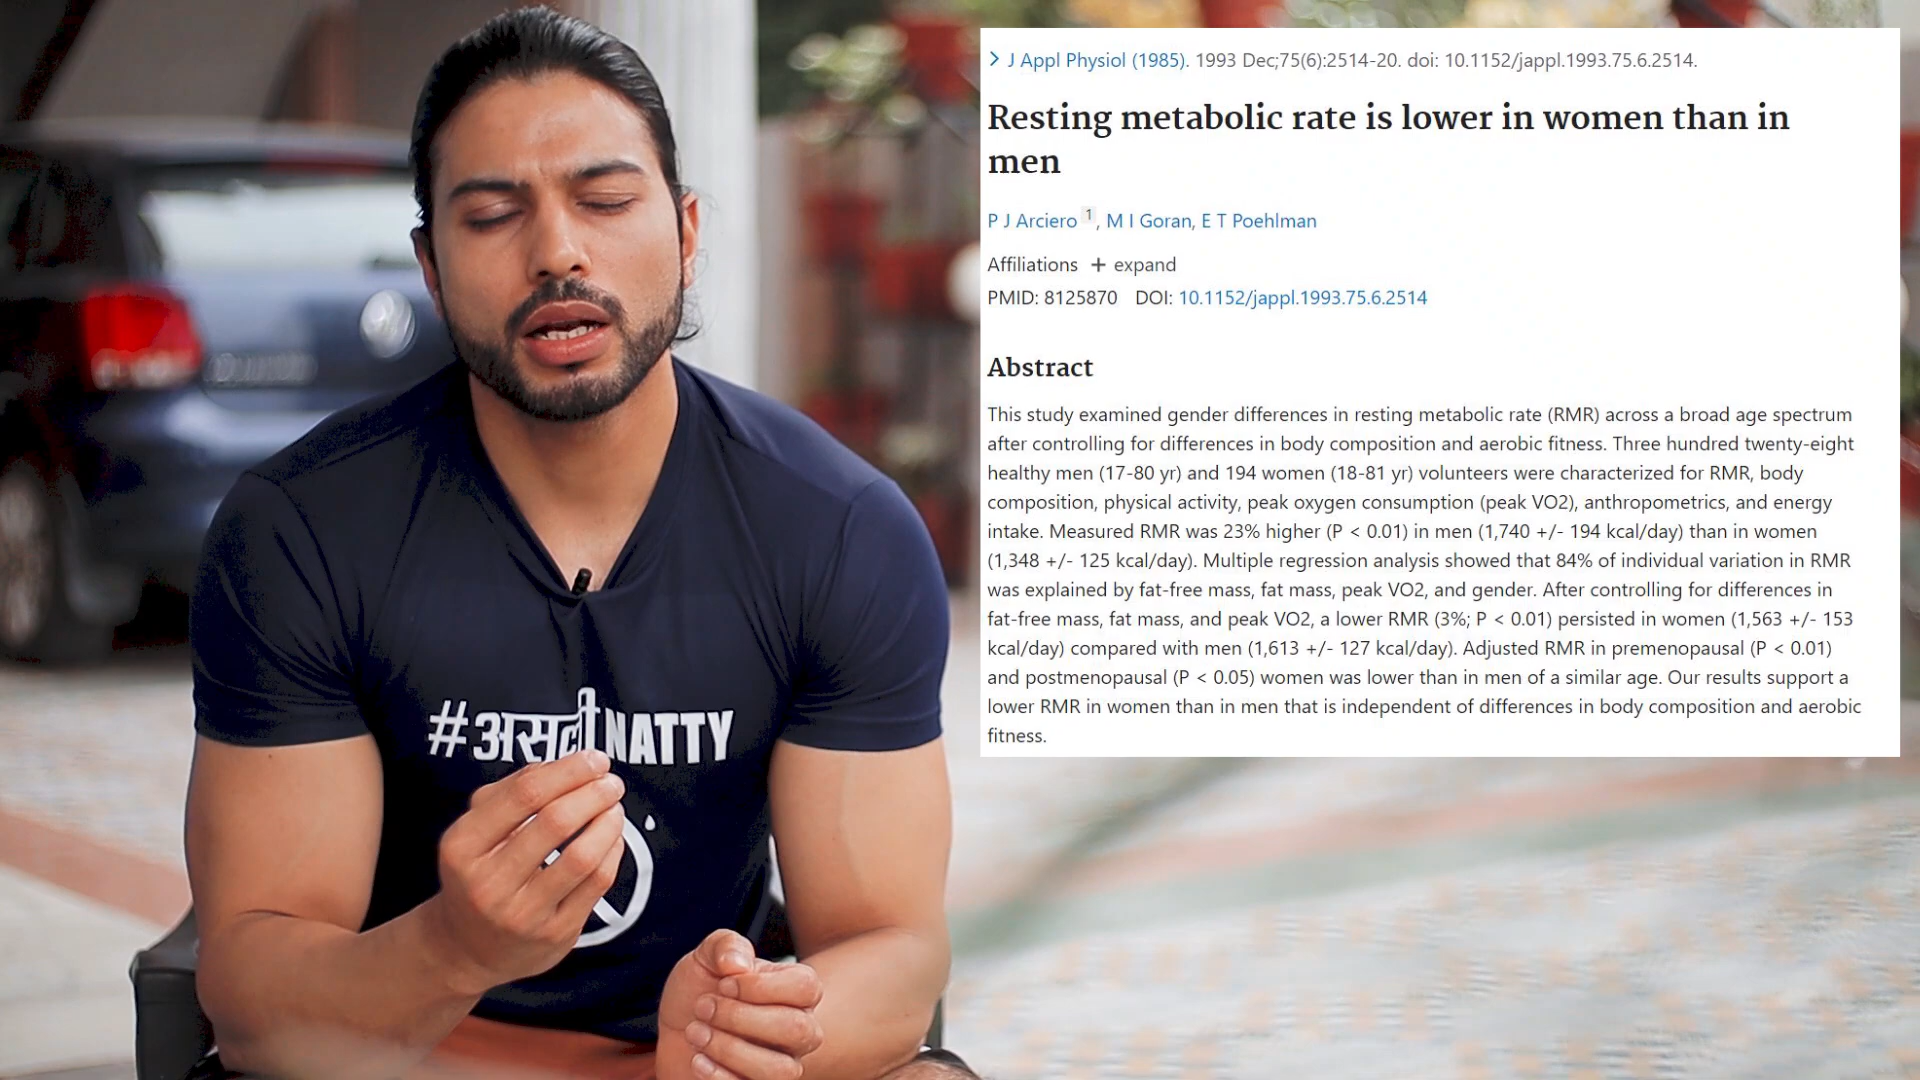 > J Appl Physiol (1985). 1993 Dec;75(6):2514-20. doi: 10.1152/jappl.1993.75.6.2514.
Resting metabolic rate is lower in women than in
men
P J Arciero 1, M I Goran, E T Poehlman
Affiliations + expand
PMID: 8125870 DOI: 10.1152/jappl.1993.75.6.2514
Abstract
This study examined gender differences in resting metabolic rate (RMR) across a broad age spectrum
after controlling for differences in body composition and aerobic fitness. Three hundred twenty-eight
healthy men (17-80 yr) and 194 women (18-81 yr) volunteers were characterized for RMR, body
composition, physical activity, peak oxygen consumption (peak VO2), anthropometrics, and energy
intake. Measured RMR was 23% higher (P < 0.01) in men (1,740 +/- 194 kcal/day) than in women
(1,348 +/- 125 kcal/day). Multiple regression analysis showed that 84% of individual variation in RMR
was explained by fat-free mass, fat mass, peak VO2, and gender. After controlling for differences in
fat-free mass, fat mass, and peak VO2, a lower RMR (3%; P < 0.01) persisted in women (1,563 +/- 153
kcal/day) compared with men (1,613 +/- 127 kcal/day). Adjusted RMR in premenopausal (P < 0.01)
and postmenopausal (P < 0.05) women was lower than in men of a similar age. Our results support a
lower RMR in women than in men that is independent of differences in body composition and aerobic
fitness.
#असली NATTY